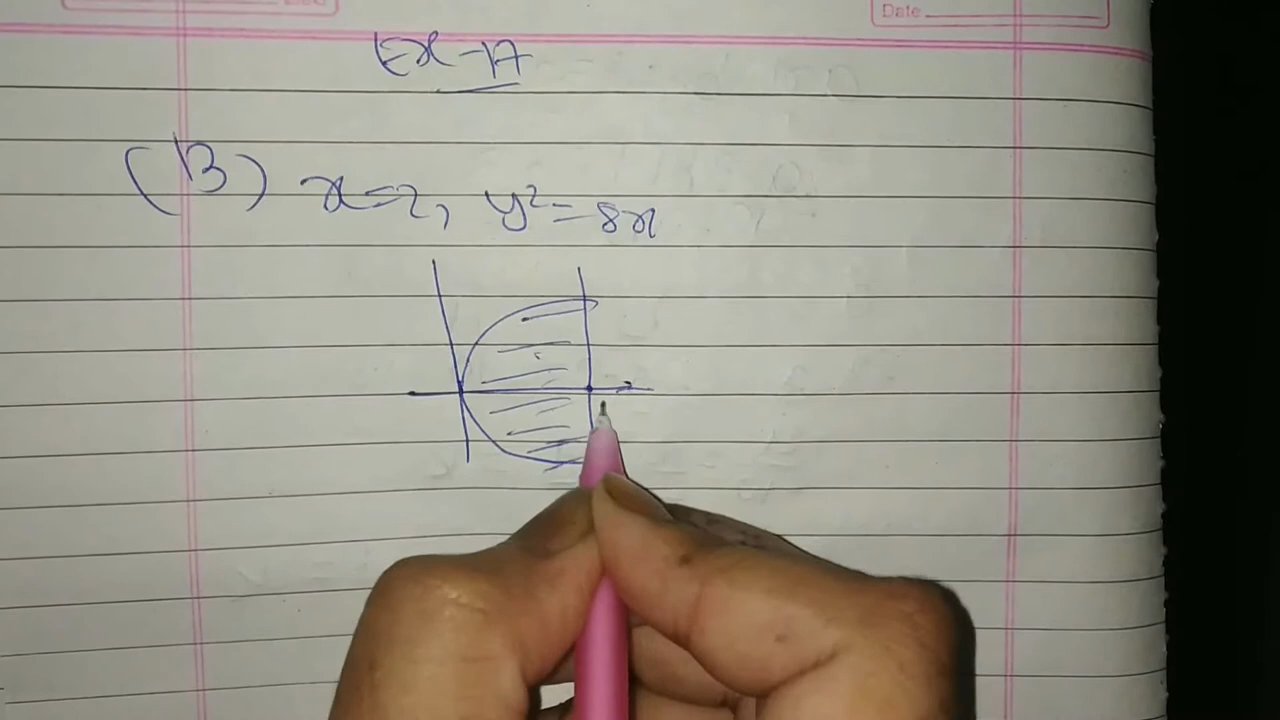 Date
Ex-17
(13) x=2, y²=8x